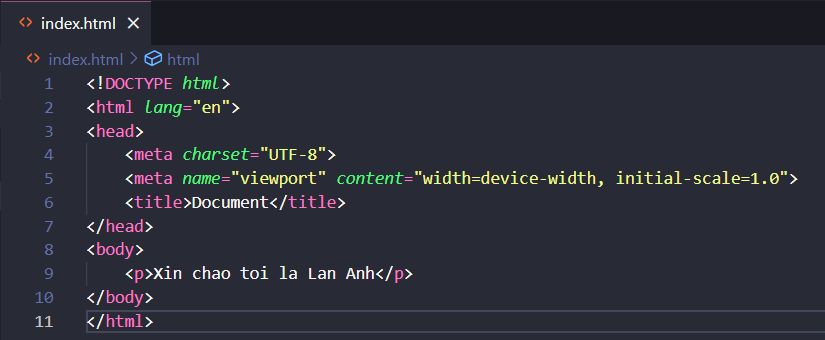 index.html
index.html > html
1 <!DOCTYPE html>
2 <html lang="en">
3 <head>
4     <meta charset="UTF-8">
5     <meta name="viewport" content="width=device-width, initial-scale=1.0">
6     <title>Document</title>
7 </head>
8 <body>
9     <p>Xin chao toi la Lan Anh</p>
10 </body>
11 </html>